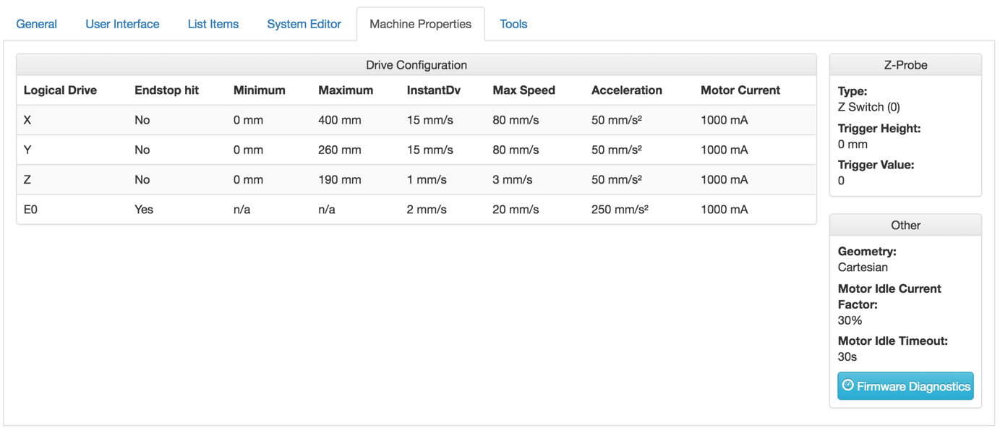 General User Interface List Items System Editor Machine Properties Tools
Drive Configuration
Logical Drive Endstop hit Minimum Maximum InstantDv Max Speed Acceleration Motor Current
X No 0 mm 400 mm 15 mm/s 80 mm/s 50 mm/s² 1000 mA
Y No 0 mm 260 mm 15 mm/s 80 mm/s 50 mm/s² 1000 mA
Z No 0 mm 190 mm 1 mm/s 3 mm/s 50 mm/s² 1000 mA
E0 Yes n/a n/a 2 mm/s 20 mm/s 250 mm/s² 1000 mA
Z-Probe
Type:
Z Switch (0)
Trigger Height:
0 mm
Trigger Value:
0
Other
Geometry:
Cartesian
Motor Idle Current
Factor:
30%
Motor Idle Timeout:
30s
Firmware Diagnostics